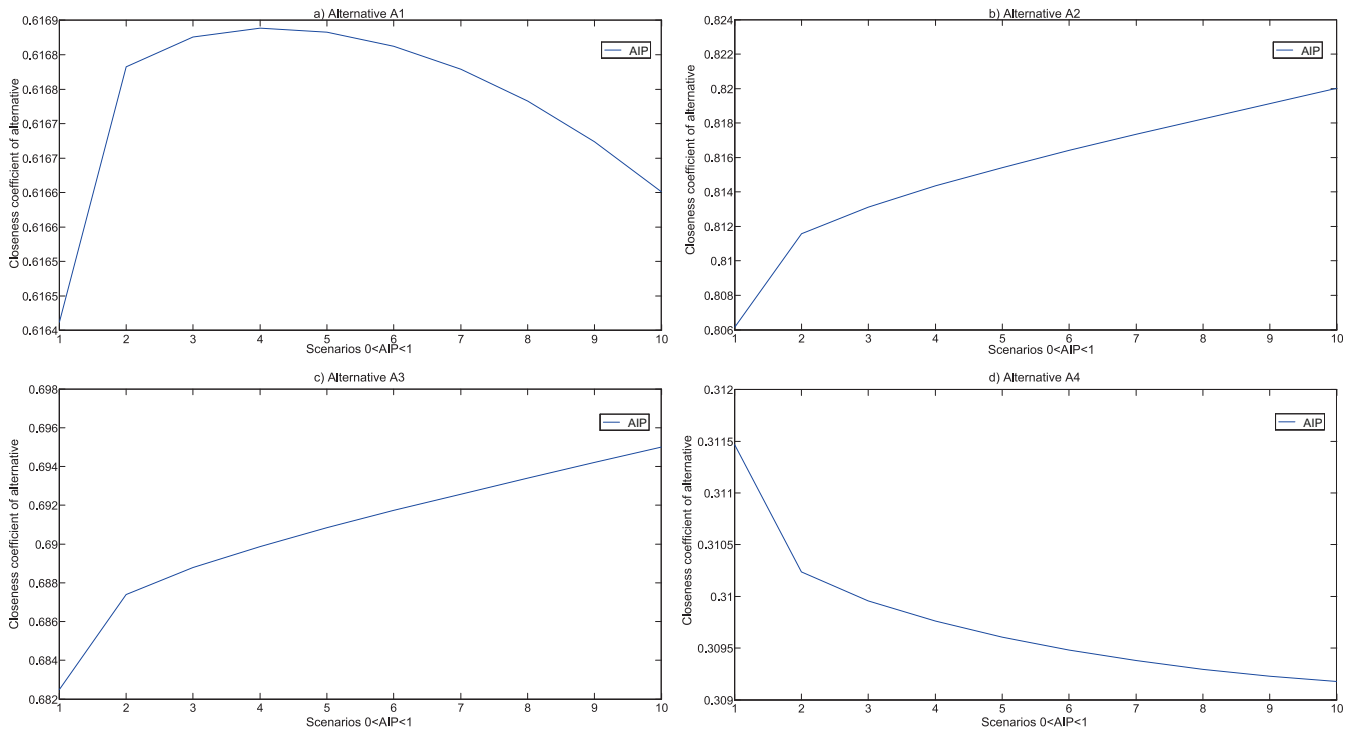 a) Alternative A1
0.6169
0.6168
0.6168
0.6167
0.6167
0.6166
0.6166
0.6165
0.6165
0.6164
Closeness coefficient of alternative
AIP
1 2 3 4 5 6 7 8 9 10
Scenarios 0<AIP<1
b) Alternative A2
0.824
0.822
0.82
0.818
0.816
0.814
0.812
0.81
0.808
0.806
Closeness coefficient of alternative
AIP
1 2 3 4 5 6 7 8 9 10
Scenarios 0<AIP<1
c) Alternative A3
0.698
0.696
0.694
0.692
0.69
0.688
0.686
0.684
0.682
Closeness coefficient of alternative
AIP
1 2 3 4 5 6 7 8 9 10
Scenarios 0<AIP<1
d) Alternative A4
0.312
0.3115
0.311
0.3105
0.31
0.3095
0.309
Closeness coefficient of alternative
AIP
1 2 3 4 5 6 7 8 9 10
Scenarios 0<AIP<1